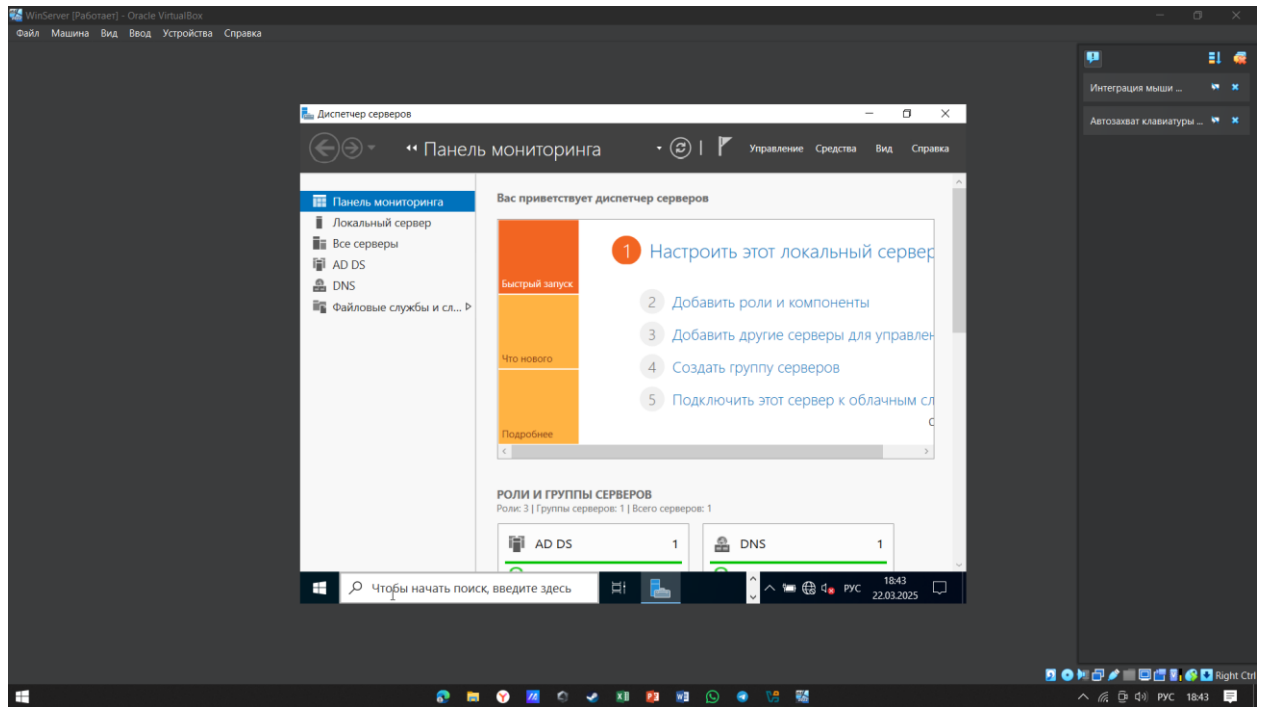 WinServer [Работает] - Oracle VirtualBox
Файл Машина Вид Ввод Устройства Справка
Интеграция мыши ...
Автозахват клавиатуры ...
Диспетчер серверов
Панель мониторинга
Управление Средства Вид Справка
Панель мониторинга
Локальный сервер
Все серверы
AD DS
DNS
Файловые службы и сл...
Вас приветствует диспетчер серверов
Быстрый запуск
Что нового
Подробнее
1 Настроить этот локальный сервер
2 Добавить роли и компоненты
3 Добавить другие серверы для управлен
4 Создать группу серверов
5 Подключить этот сервер к облачным сл
РОЛИ И ГРУППЫ СЕРВЕРОВ
Роли: 3 | Группы серверов: 1 | Всего серверов: 1
AD DS 1
DNS 1
Чтобы начать поиск, введите здесь
РУС
18:43
22.03.2025
Right Ctrl
РУС 18:43